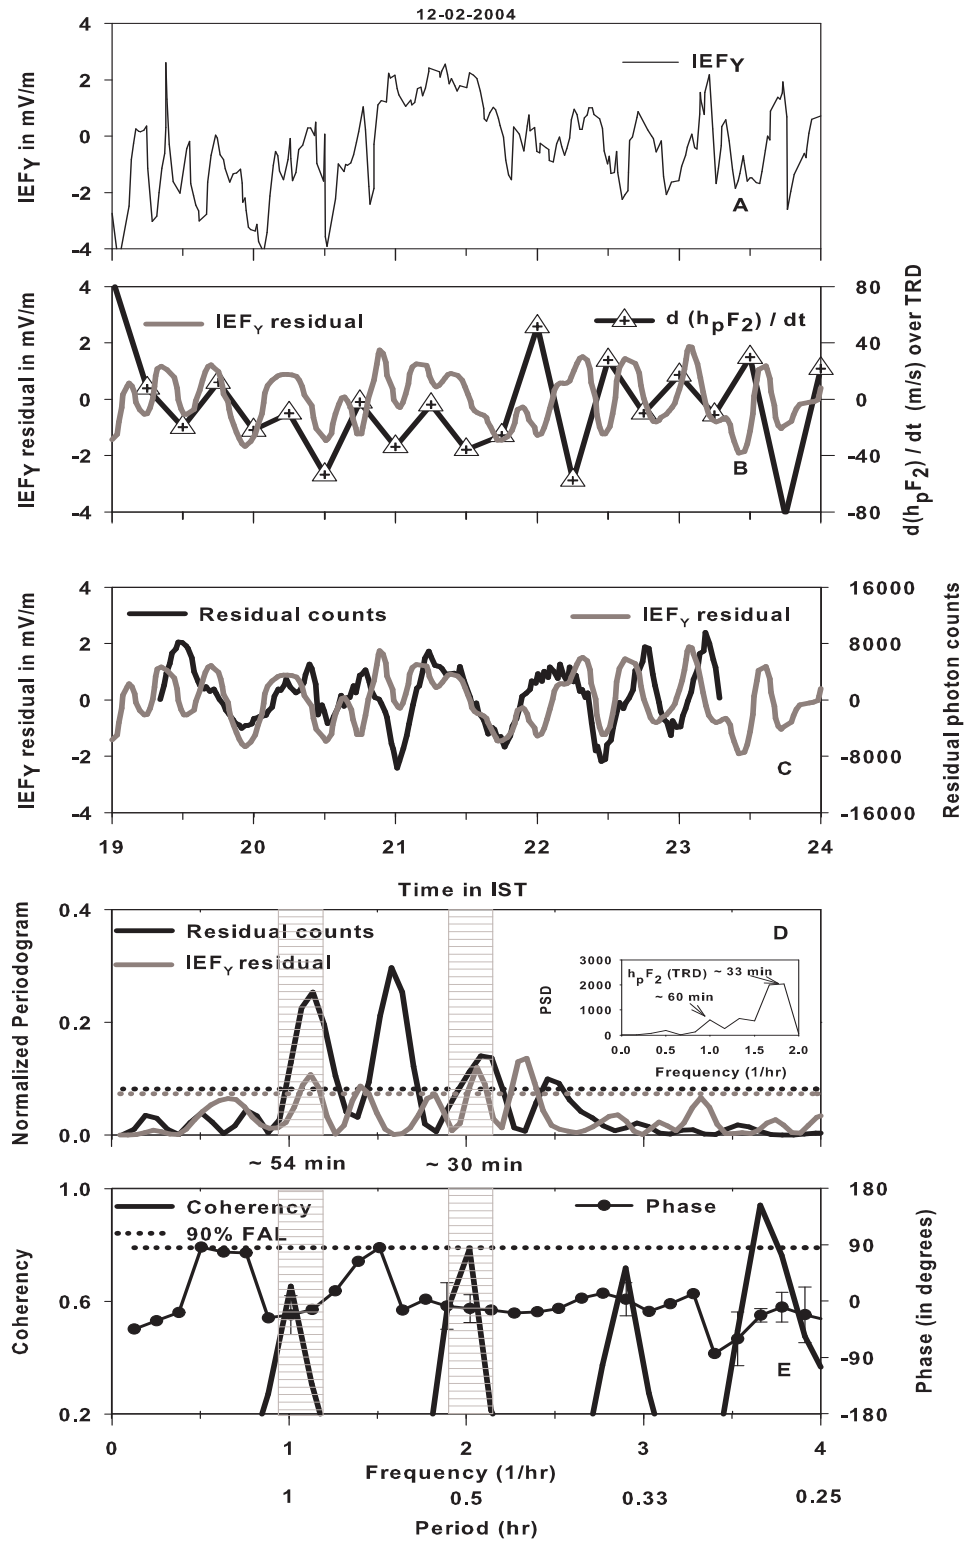 12-02-2004
IEFY in mV/m
4
2
0
-2
-4
IEFY
A
IEFY residual in mV/m
4
2
0
-2
-4
IEFY residual
d (hpF2) / dt
B
80
40
0
-40
-80
d(hpF2) / dt (m/s) over TRD
IEFY residual in mV/m
4
2
0
-2
-4
Residual counts
IEFY residual
C
16000
8000
0
-8000
-16000
Residual photon counts
19 20 21 22 23 24
Time in IST
Normalized Periodogram
0.4
0.2
0.0
Residual counts
IEFY residual
D
PSD
3000
2000
1000
0
hpF2 (TRD) ~ 33 min
~ 60 min
0.0 0.5 1.0 1.5 2.0
Frequency (1/hr)
~ 54 min ~ 30 min
Coherency
1.0
0.6
0.2
Coherency
90% FAL
Phase
E
180
90
0
-90
-180
Phase (in degrees)
0 1 2 3 4
Frequency (1/hr)
1 0.5 0.33 0.25
Period (hr)